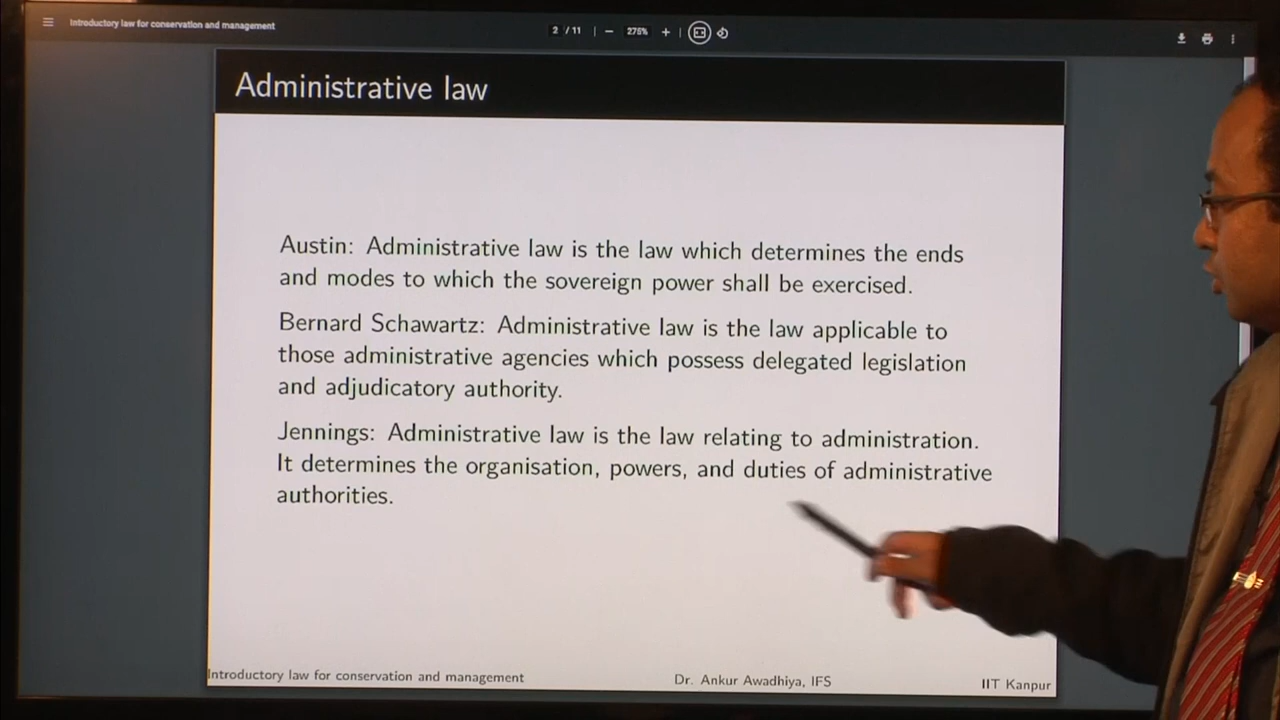 Introductory law for conservation and management
2 / 11 | − 276% + |
Administrative law
Austin: Administrative law is the law which determines the ends
and modes to which the sovereign power shall be exercised.
Bernard Schawartz: Administrative law is the law applicable to
those administrative agencies which possess delegated legislation
and adjudicatory authority.
Jennings: Administrative law is the law relating to administration.
It determines the organisation, powers, and duties of administrative
authorities.
Introductory law for conservation and management Dr. Ankur Awadhiya, IFS IIT Kanpur